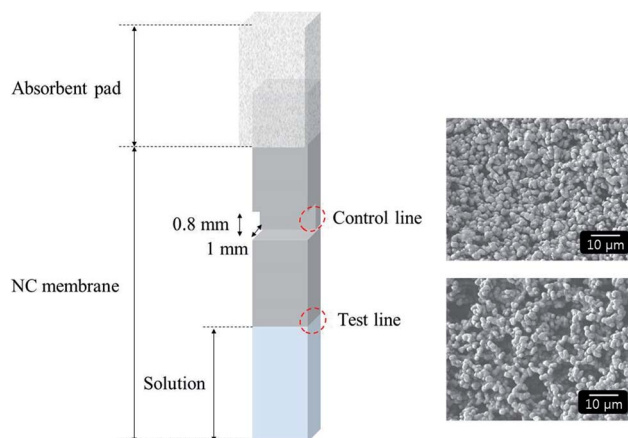 Absorbent pad
0.8 mm
1 mm
Control line
NC membrane
Test line
Solution
10 μm
10 μm